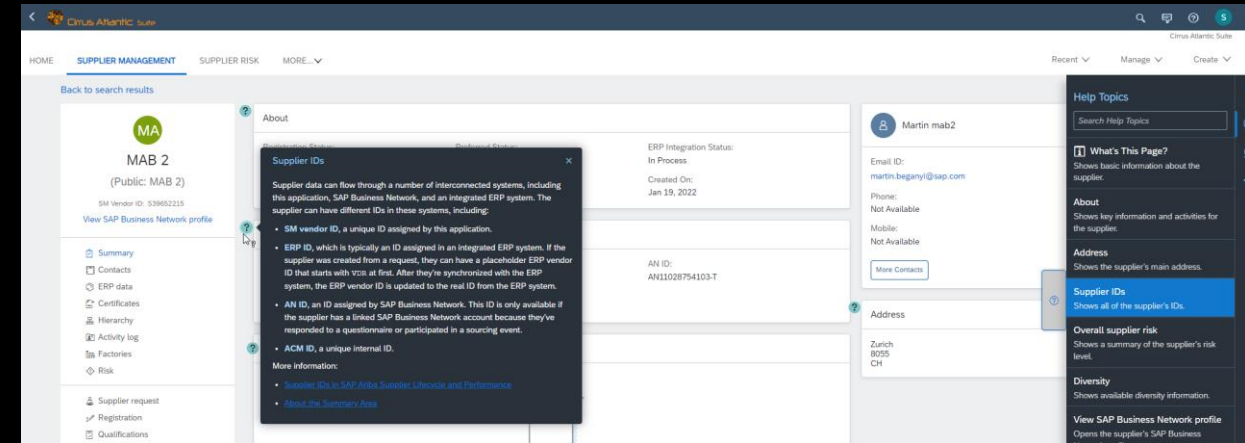 Cirrus Atlantic Suite
S
Cirrus Atlantic Suite
HOME
SUPPLIER MANAGEMENT
SUPPLIER RISK
MORE...
Recent
Manage
Create
Back to search results
MA
MAB 2
(Public: MAB 2)
SM Vendor ID: S39652215
View SAP Business Network profile
Summary
Contacts
ERP data
Certificates
Hierarchy
Activity log
Factories
Risk
Supplier request
Registration
Qualifications
?
About
ERP Integration Status:
In Process
Created On:
Jan 19, 2022
?
Supplier IDs
×
Supplier data can flow through a number of interconnected systems, including
this application, SAP Business Network, and an integrated ERP system. The
supplier can have different IDs in these systems, including:
• SM vendor ID, a unique ID assigned by this application.
• ERP ID, which is typically an ID assigned in an integrated ERP system. If the
supplier was created from a request, they can have a placeholder ERP vendor
ID that starts with VDR at first. After they're synchronized with the ERP
system, the ERP vendor ID is updated to the real ID from the ERP system.
• AN ID, an ID assigned by SAP Business Network. This ID is only available if
the supplier has a linked SAP Business Network account because they've
responded to a questionnaire or participated in a sourcing event.
• ACM ID, a unique internal ID.
More information:
• Supplier IDs in SAP Ariba Supplier Lifecycle and Performance
• About the Summary Area
?
AN ID:
AN11028754103-T
Martin mab2
Email ID:
martin.beganyi@sap.com
Phone:
Not Available
Mobile:
Not Available
More Contacts
?
Address
Zurich
8055
CH
?
Help Topics
Search Help Topics
What's This Page?
Shows basic information about the
supplier.
About
Shows key information and activities for
the supplier.
Address
Shows the supplier's main address.
Supplier IDs
Shows all of the supplier's IDs.
Overall supplier risk
Shows a summary of the supplier's risk
level.
Diversity
Shows available diversity information.
View SAP Business Network profile
Opens the supplier's SAP Business